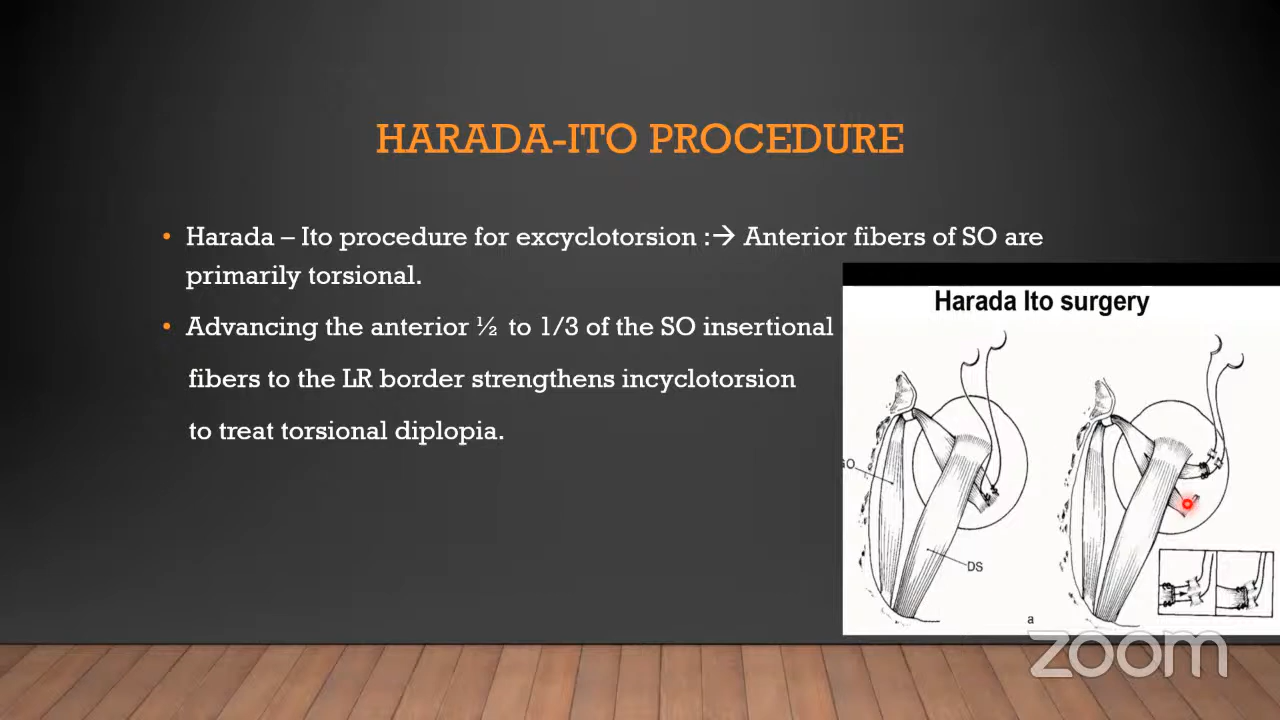 HARADA-ITO PROCEDURE
• Harada – Ito procedure for excyclotorsion :→ Anterior fibers of SO are
primarily torsional.
• Advancing the anterior ½ to 1/3 of the SO insertional
fibers to the LR border strengthens incyclotorsion
to treat torsional diplopia.
Harada Ito surgery
DS
a
zoom